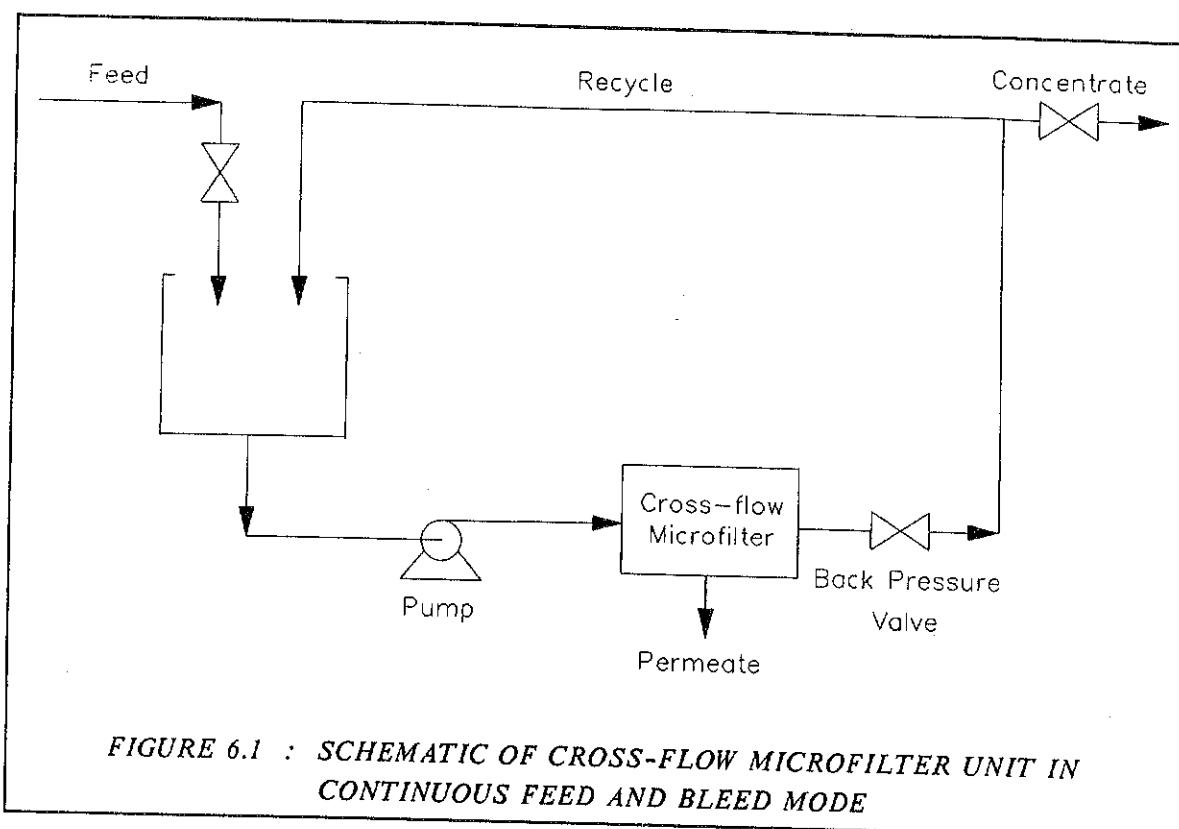 Feed
Recycle
Concentrate
Cross-flow
Microfilter
Back Pressure
Valve
Pump
Permeate
FIGURE 6.1 : SCHEMATIC OF CROSS-FLOW MICROFILTER UNIT IN
CONTINUOUS FEED AND BLEED MODE